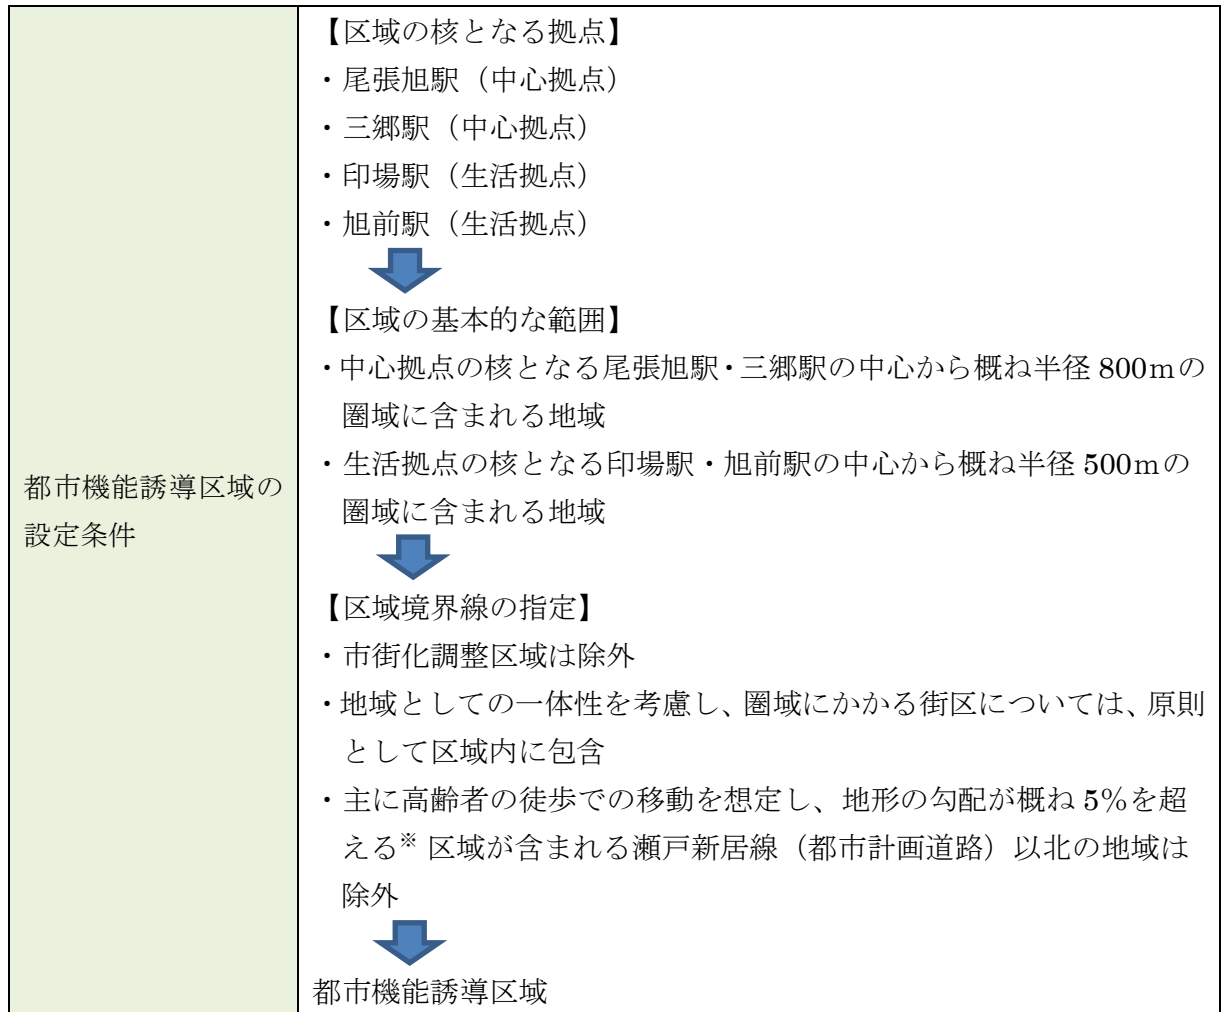 都市機能誘導区域の
設定条件
【区域の核となる拠点】
・尾張旭駅（中心拠点）
・三郷駅（中心拠点）
・印場駅（生活拠点）
・旭前駅（生活拠点）
【区域の基本的な範囲】
・中心拠点の核となる尾張旭駅・三郷駅の中心から概ね半径 800ｍの
圏域に含まれる地域
・生活拠点の核となる印場駅・旭前駅の中心から概ね半径 500ｍの
圏域に含まれる地域
【区域境界線の指定】
・市街化調整区域は除外
・地域としての一体性を考慮し、圏域にかかる街区については、原則
として区域内に包含
・主に高齢者の徒歩での移動を想定し、地形の勾配が概ね 5％を超
える※ 区域が含まれる瀬戸新居線（都市計画道路）以北の地域は
除外
都市機能誘導区域